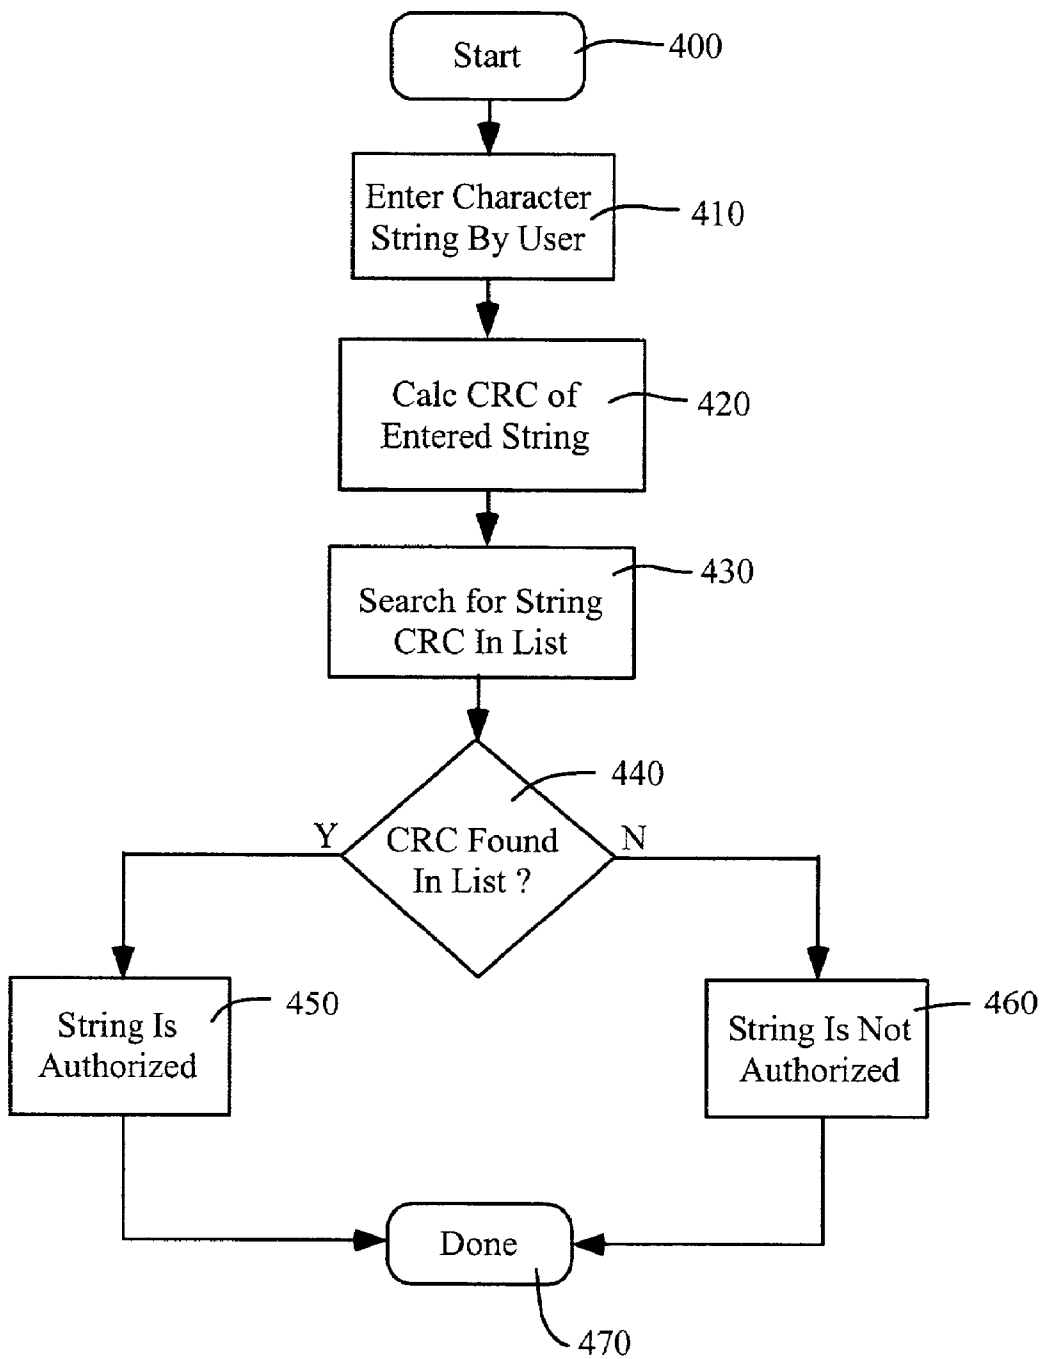 Start
400
Enter Character
String By User
410
Calc CRC of
Entered String
420
Search for String
CRC In List
430
440
Y
CRC Found
In List ?
N
String Is
Authorized
450
String Is Not
Authorized
460
Done
470